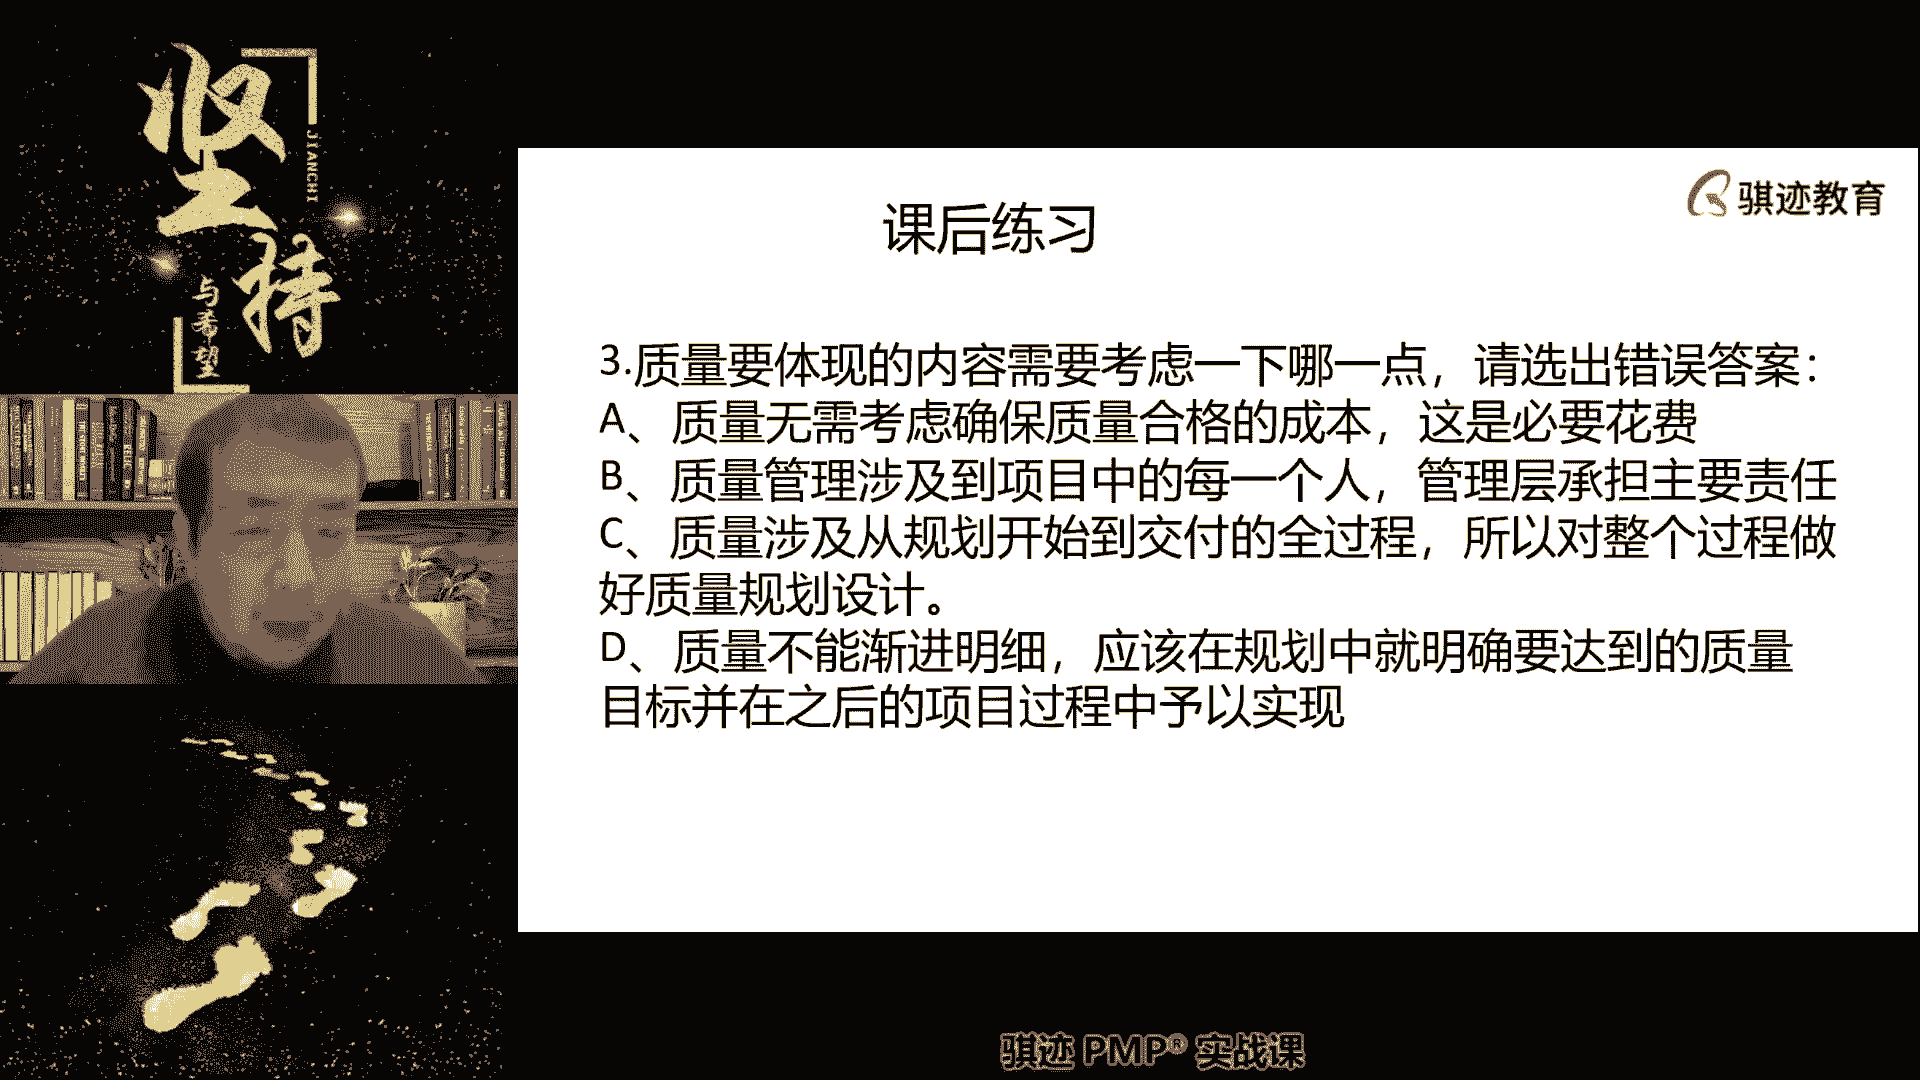 坚持
JIANCHI
与希望
骐迹教育
课后练习
3.质量要体现的内容需要考虑一下哪一点，请选出错误答案：
A、质量无需考虑确保质量合格的成本，这是必要花费
B、质量管理涉及到项目中的每一个人，管理层承担主要责任
C、质量涉及从规划开始到交付的全过程，所以对整个过程做
好质量规划设计。
D、质量不能渐进明细，应该在规划中就明确要达到的质量
目标并在之后的项目过程中予以实现
骐迹 PMP® 实战课